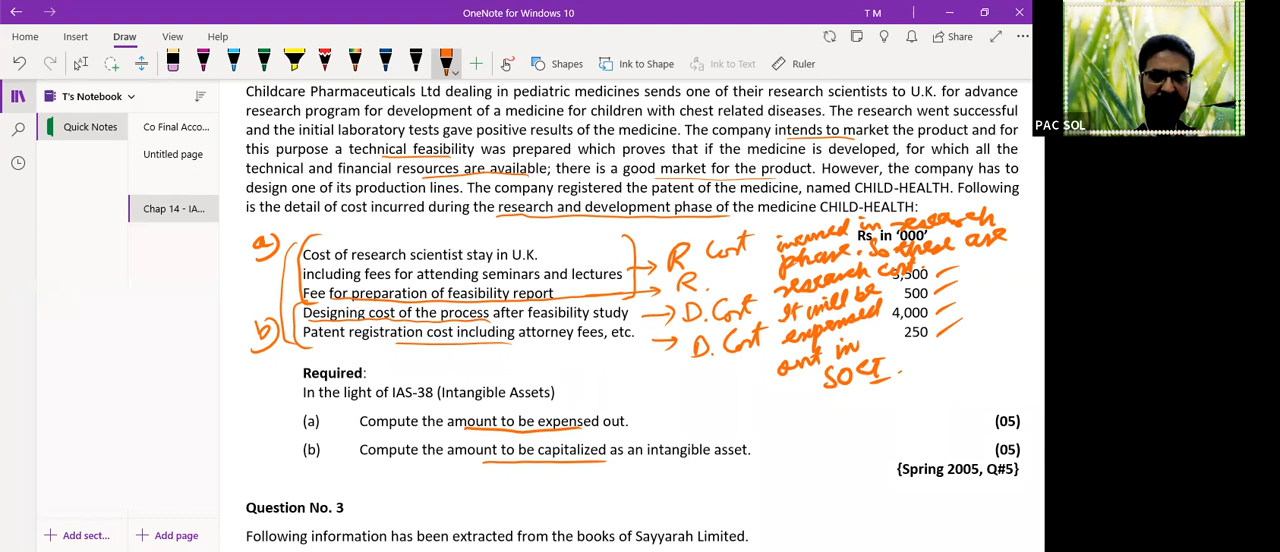 OneNote for Windows 10
T M
Home Insert Draw View Help
Share
Shapes Ink to Shape Ink to Text Ruler
T's Notebook
Quick Notes
Co Final Acco...
Untitled page
Chap 14 - IA...
Add sect... Add page
PAC SOL
Childcare Pharmaceuticals Ltd dealing in pediatric medicines sends one of their research scientists to U.K. for advance
research program for development of a medicine for children with chest related diseases. The research went successful
and the initial laboratory tests gave positive results of the medicine. The company intends to market the product and for
this purpose a technical feasibility was prepared which proves that if the medicine is developed, for which all the
technical and financial resources are available; there is a good market for the product. However, the company has to
design one of its production lines. The company registered the patent of the medicine, named CHILD-HEALTH. Following
is the detail of cost incurred during the research and development phase of the medicine CHILD-HEALTH:
Rs. in '000'
a)
Cost of research scientist stay in U.K.
including fees for attending seminars and lectures 3,500
Fee for preparation of feasibility report 500
b)
Designing cost of the process after feasibility study 4,000
Patent registration cost including attorney fees, etc. 250
R Cost
R.
D. Cost
D. Cost
incurred in research
phase. So these are
research cost.
It will be
expensed
out in
SOCI.
Required:
In the light of IAS-38 (Intangible Assets)
(a) Compute the amount to be expensed out. (05)
(b) Compute the amount to be capitalized as an intangible asset. (05)
{Spring 2005, Q#5}
Question No. 3
Following information has been extracted from the books of Sayyarah Limited.